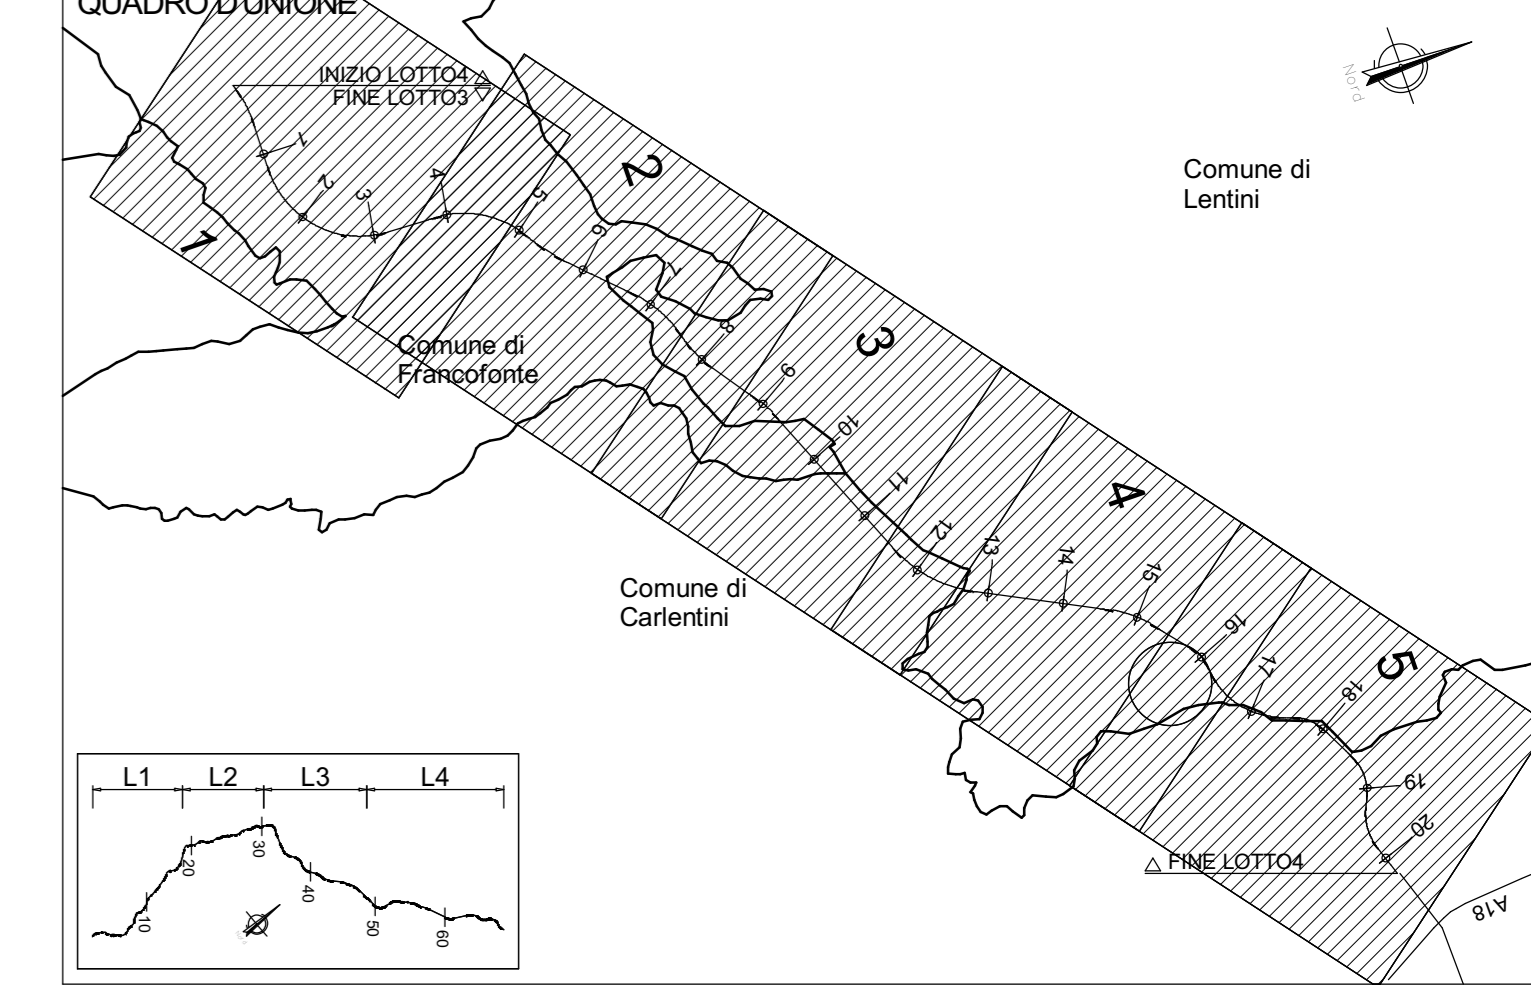 QUADRO D'UNIONE
INIZIO LOTTO4
FINE LOTTO3
Nord
Comune di
Lentini
1
2
3
4
5
6
7
8
9
10
11
12
13
14
15
16
17
18
19
20
1
2
3
4
5
Comune di
Francofonte
Comune di
Carlentini
FINE LOTTO4
A18
L1
L2
L3
L4
10
20
30
40
50
60